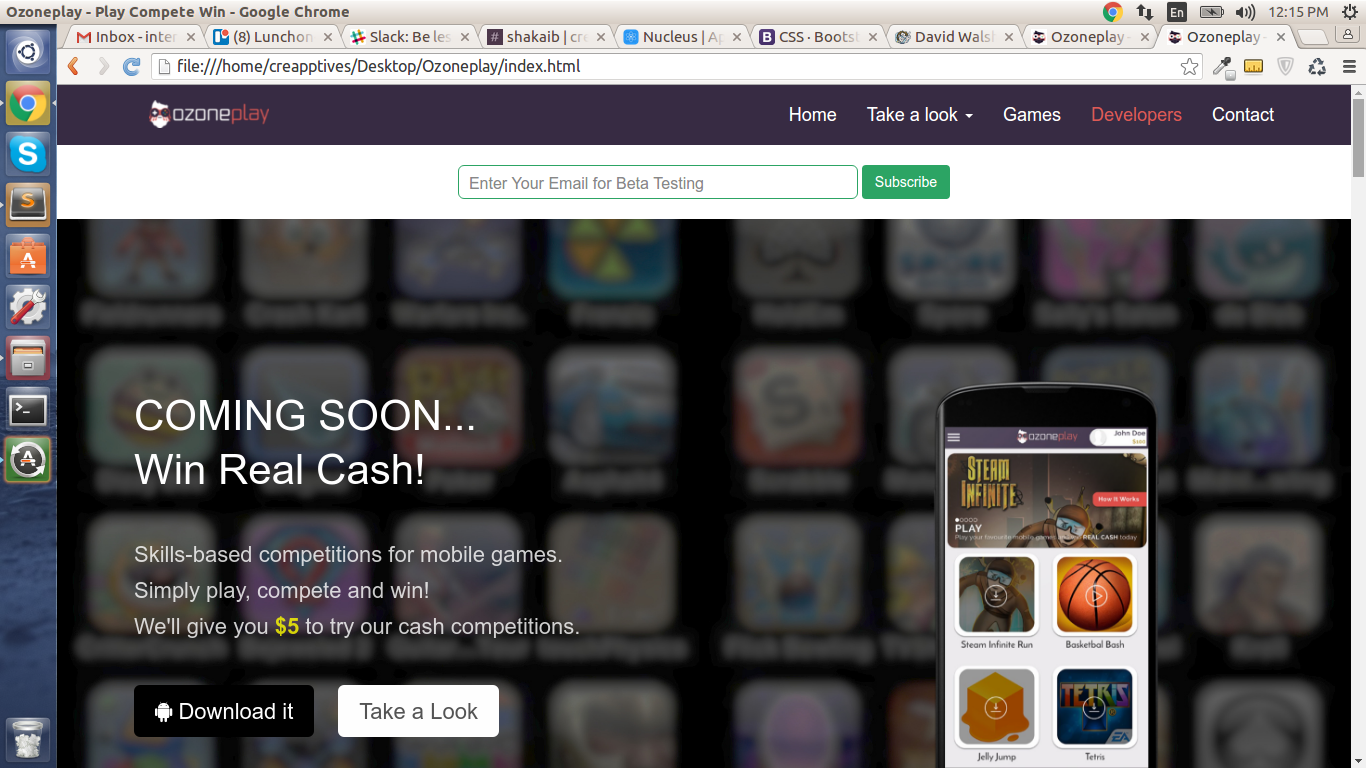 Ozoneplay - Play Compete Win - Google Chrome
En
12:15 PM
Inbox - inter
(8) Lunchon
Slack: Be les
shakaib | cre
Nucleus | Ap
CSS · Bootst
David Walsh
Ozoneplay -
Ozoneplay -
file:///home/creapptives/Desktop/Ozoneplay/index.html
ozoneplay
Home
Take a look
Games
Developers
Contact
Enter Your Email for Beta Testing
Subscribe
COMING SOON...
Win Real Cash!
Skills-based competitions for mobile games.
Simply play, compete and win!
We'll give you $5 to try our cash competitions.
Download it
Take a Look
ozoneplay
John Doe
STEAM
INFINITE
How It Works
PLAY
Play your favourite mobile games and win REAL CASH today
Steam Infinite Run
Basketbal Bash
TETRIS
EA
Jelly Jump
Tetris